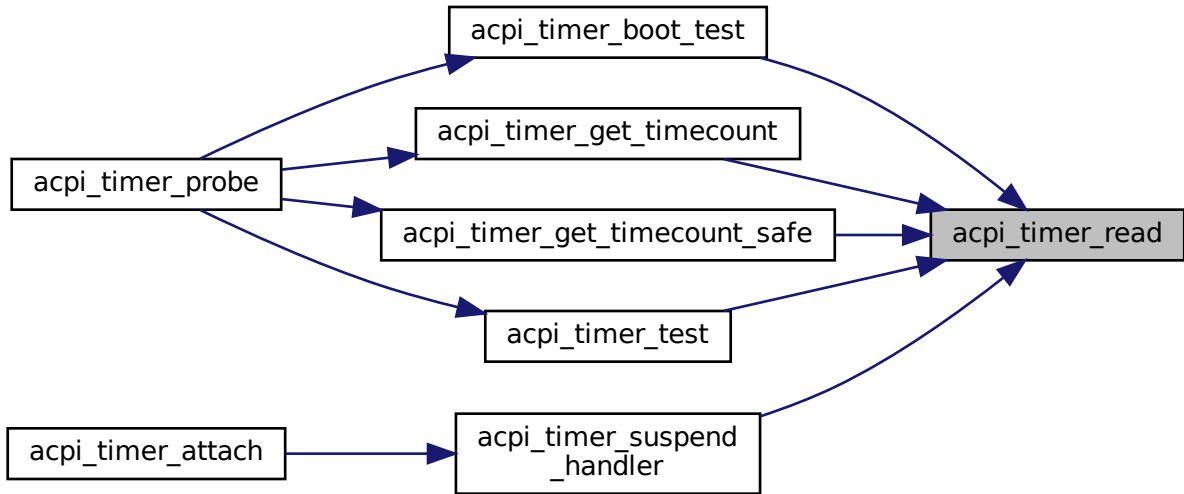 acpi_timer_boot_test
acpi_timer_get_timecount
acpi_timer_probe
acpi_timer_get_timecount_safe
acpi_timer_read
acpi_timer_test
acpi_timer_attach
acpi_timer_suspend
_handler